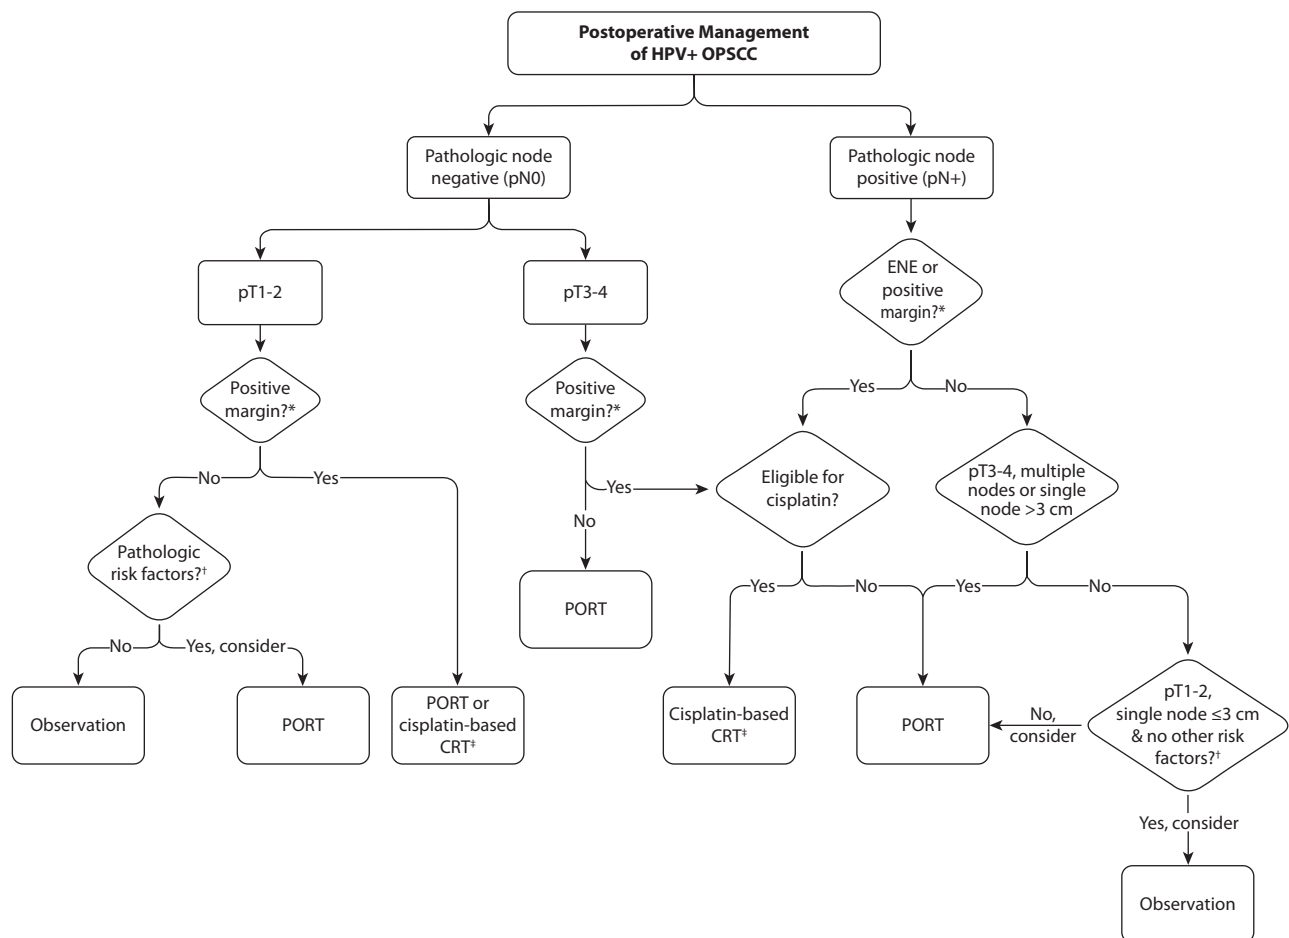 Postoperative Management
of HPV+ OPSCC
Pathologic node
negative (pN0)
Pathologic node
positive (pN+)
pT1-2
pT3-4
ENE or
positive
margin?*
Positive
margin?*
Positive
margin?*
Yes
No
No
Yes
Yes
No
Eligible for
cisplatin?
pT3-4, multiple
nodes or single
node >3 cm
Pathologic
risk factors?†
PORT
Yes
No
Yes
No
No
Yes, consider
Observation
PORT
PORT or
cisplatin-based
CRT‡
Cisplatin-based
CRT‡
PORT
No,
consider
pT1-2,
single node ≤3 cm
& no other risk
factors?†
Yes, consider
Observation